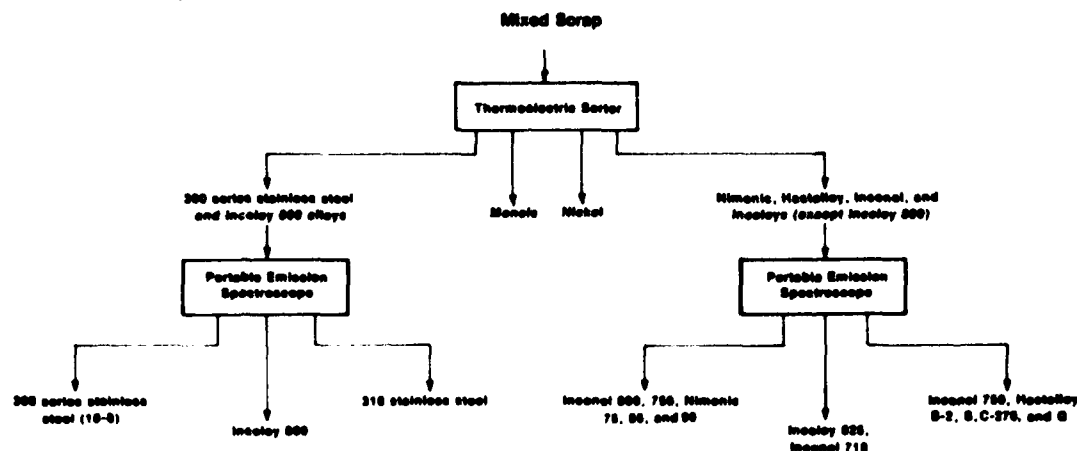 Mixed Scrap
Thermoelectric Sorter
300 series stainless steel
and Incoloy 800 alloys
Monels
Nickel
Nimonic, Hastelloy, Inconel, and
Incoloys (except Incoloy 800)
Portable Emission
Spectroscope
Portable Emission
Spectroscope
300 series stainless
steel (18-8)
Incoloy 800
316 stainless steel
Inconel 600, 750, Nimonic
75, and 90
Incoloy 825,
Inconel 718
Inconel 750, Hastelloy
B-2, C-276, and G